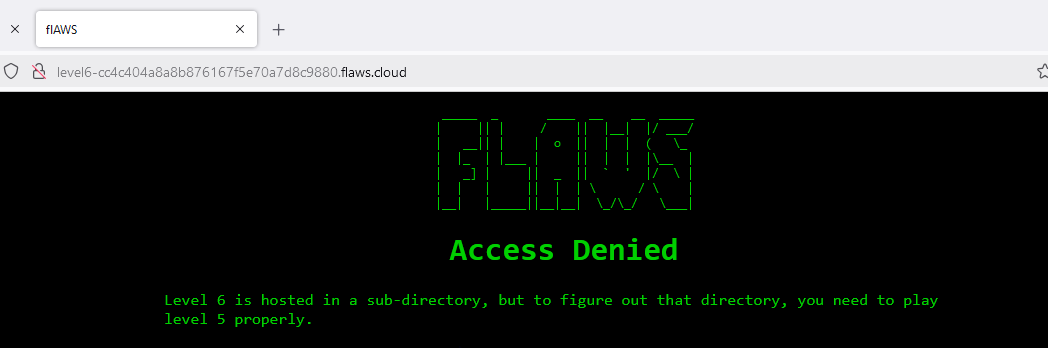 flAWS
level6-cc4c404a8a8b876167f5e70a7d8c9880.flaws.cloud
FLAWS
Access Denied
Level 6 is hosted in a sub-directory, but to figure out that directory, you need to play
level 5 properly.